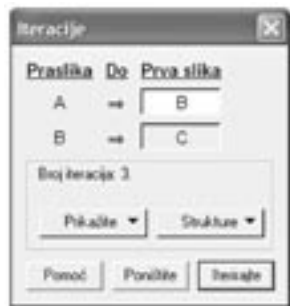 Iteracije
Praslika Do Prva slika
A ⇒ B
B ⇒ C
Broj iteracija: 3.
Prikažite Strukture
Pomoć Poništite Iterirajte